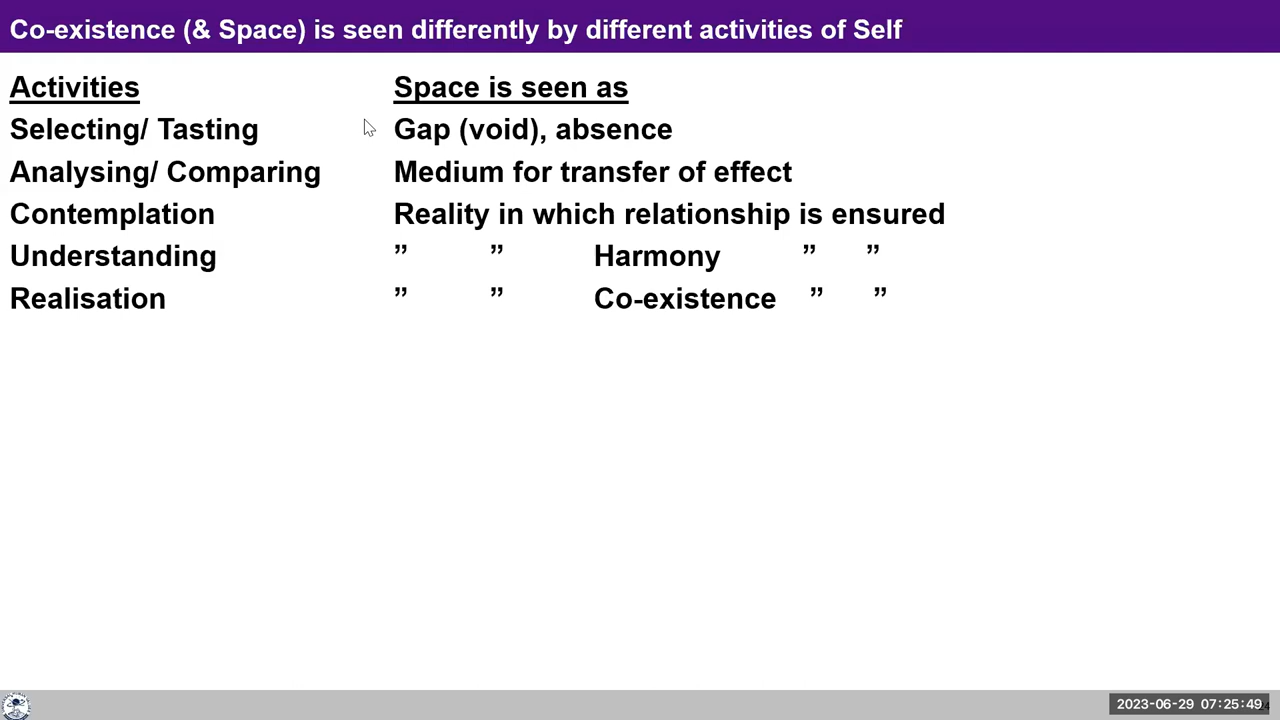 Co-existence (& Space) is seen differently by different activities of Self
Activities Space is seen as
Selecting/ Tasting Gap (void), absence
Analysing/ Comparing Medium for transfer of effect
Contemplation Reality in which relationship is ensured
Understanding ” ” Harmony ” ”
Realisation ” ” Co-existence ” ”
2023-06-29 07:25:49